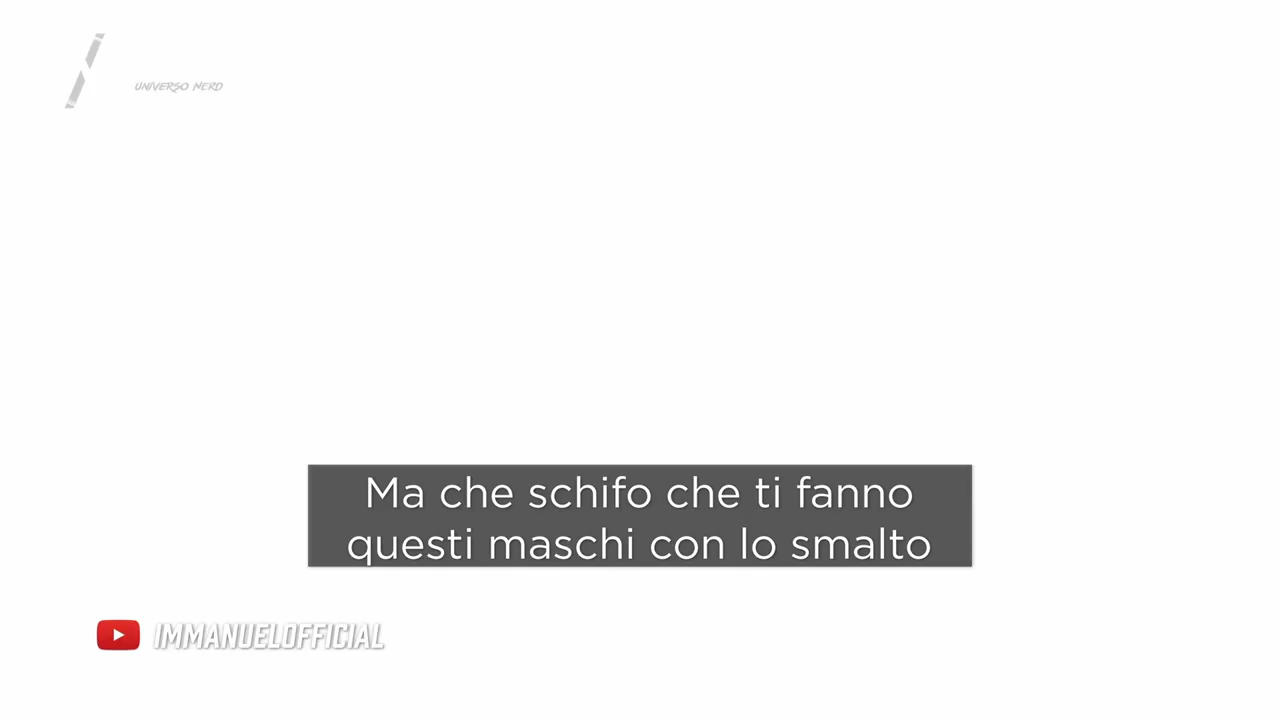 UNIVERSO NERD
Ma che schifo che ti fanno
questi maschi con lo smalto
IMMANUELOFFICIAL